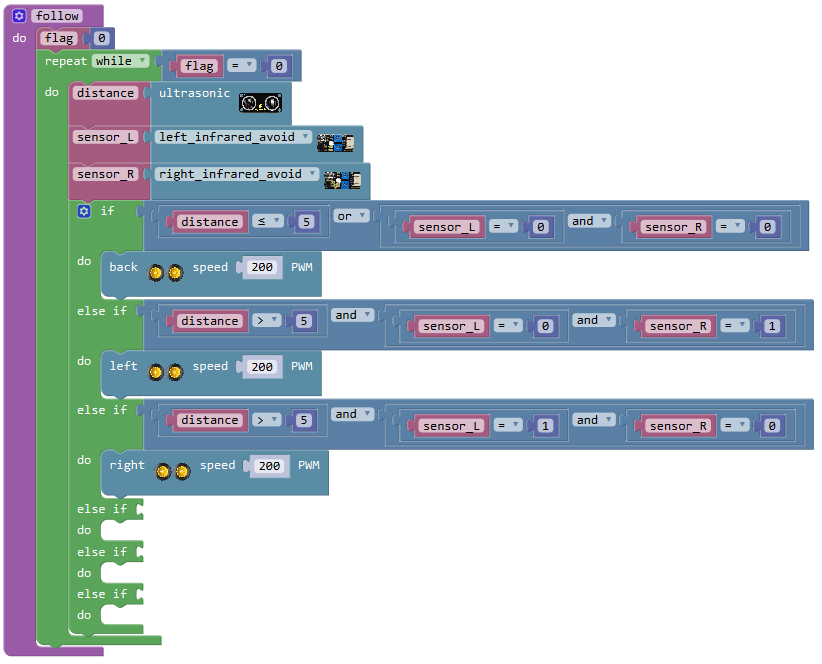 follow
do flag 0
repeat while flag = 0
do distance ultrasonic
sensor_L left_infrared_avoid
sensor_R right_infrared_avoid
if distance ≤ 5 or sensor_L = 0 and sensor_R = 0
do back speed 200 PWM
else if distance > 5 and sensor_L = 0 and sensor_R = 1
do left speed 200 PWM
else if distance > 5 and sensor_L = 1 and sensor_R = 0
do right speed 200 PWM
else if
do
else if
do
else if
do